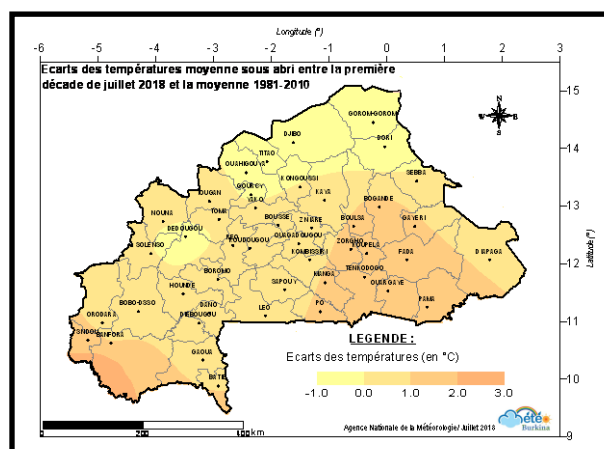 Longitude (°)
-6 -5 -4 -3 -2 -1 0 1 2 3
Ecarts des températures moyenne sous abri entre la première
décade de juillet 2018 et la moyenne 1981-2010
15
14
13
12
11
10
9
Latitude (°)
N
S
GOROM-GOROM
DJIBO
DORI
TITAO
OUAHIGOUYA
KONGOUSSI
SEBBA
GOURCY
YAKO
KAYA
TOUGAN
BOGANDE
NOUNA
TOMA
BOUSSE
ZINIARE
BOULSA
GAYERI
DEDOUGOU
REO
KOUDOUGOU
OUAGADOUGOU
ZORGHO
KOUPELA
SOLENSO
KOMBISSIRI
FADA
DIAPAGA
BOROMO
MANGA
TENKODOGO
HOUNDE
SAPOUY
OUARGAYE
BOBO-DSSO
DANO
PO
PAMA
ORODARA
DIEBOUGOU
LEO
SINDOU
BANFORA
GAOUA
BATIE
LEGENDE :
Ecarts des températures (en °C)
-1.0 0.0 1.0 2.0 3.0
0 200 400 km
Agence Nationale de la Météorologie/ Juillet 2018
Météo
Burkina